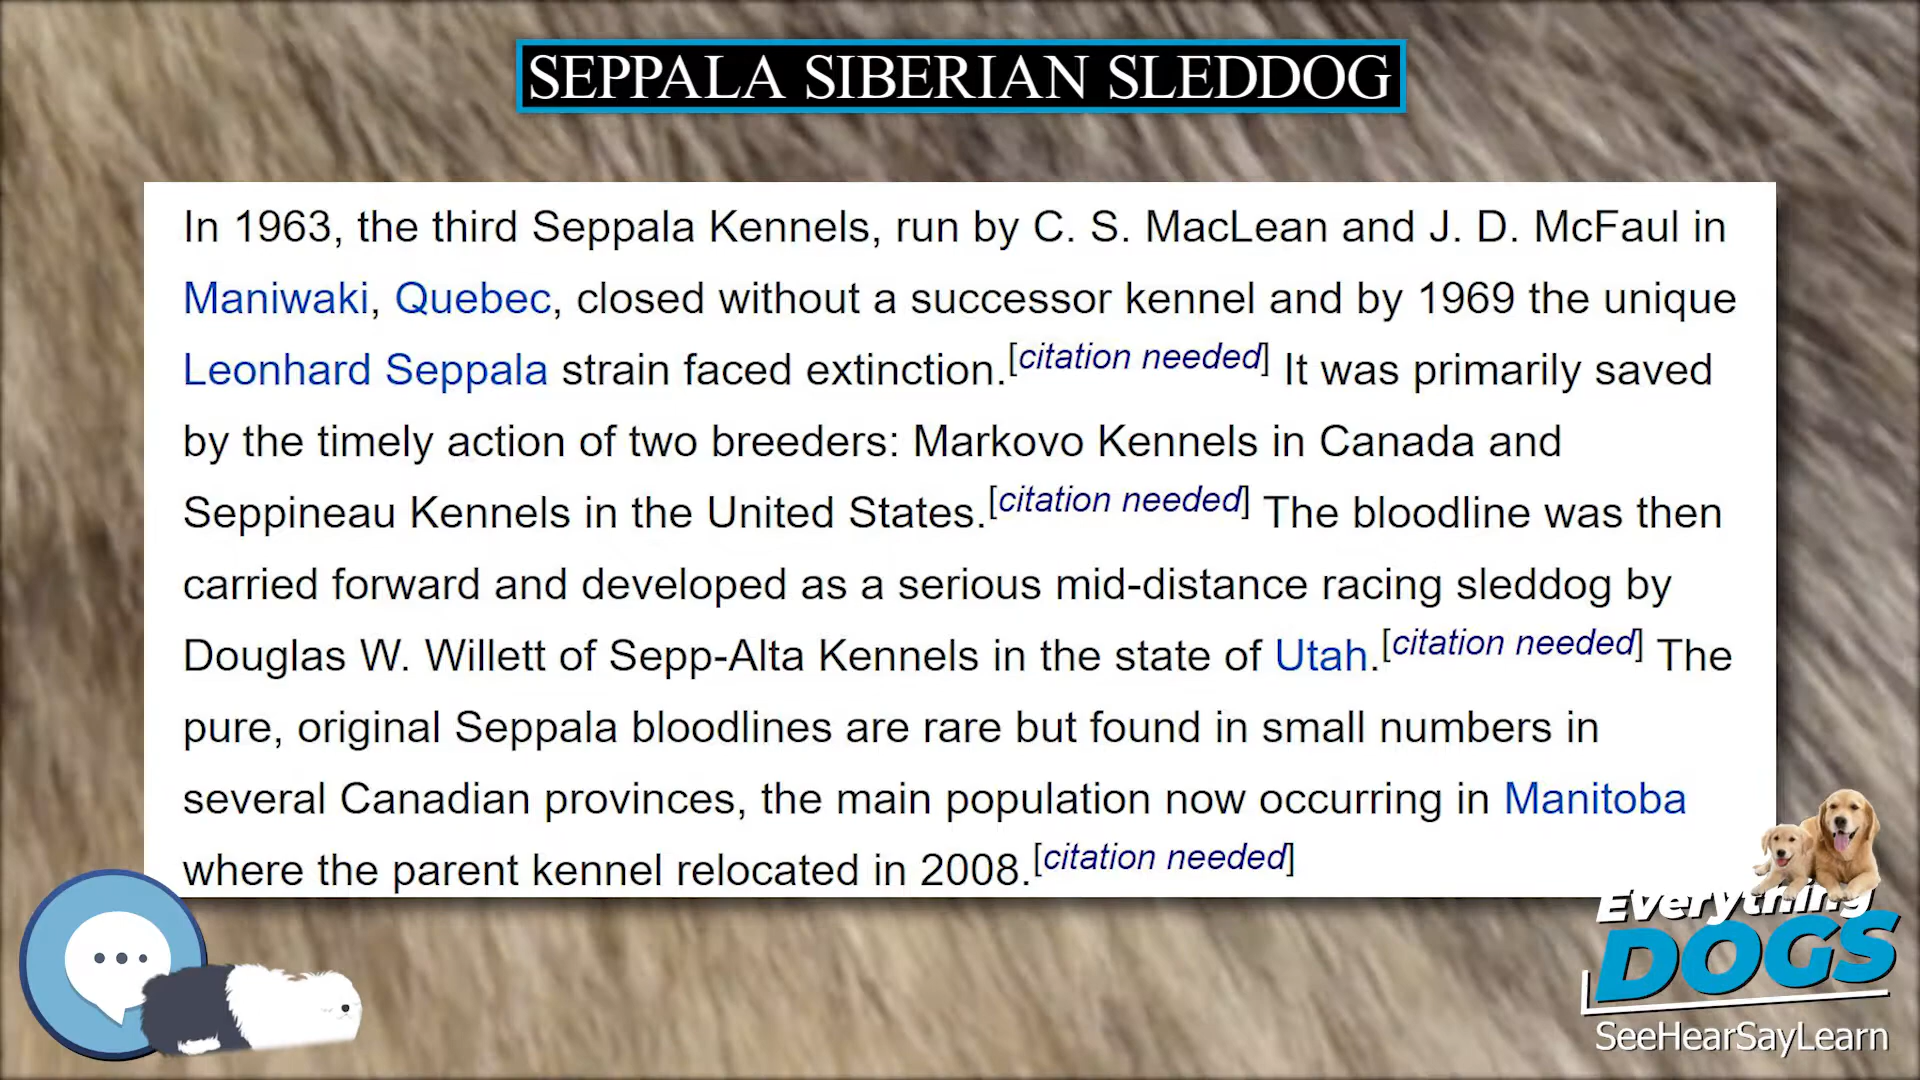 SEPPALA SIBERIAN SLEDDOG
In 1963, the third Seppala Kennels, run by C. S. MacLean and J. D. McFaul in
Maniwaki, Quebec, closed without a successor kennel and by 1969 the unique
Leonhard Seppala strain faced extinction.[citation needed] It was primarily saved
by the timely action of two breeders: Markovo Kennels in Canada and
Seppineau Kennels in the United States.[citation needed] The bloodline was then
carried forward and developed as a serious mid-distance racing sleddog by
Douglas W. Willett of Sepp-Alta Kennels in the state of Utah.[citation needed] The
pure, original Seppala bloodlines are rare but found in small numbers in
several Canadian provinces, the main population now occurring in Manitoba
where the parent kennel relocated in 2008.[citation needed]
Everything
DOGS
SeeHearSayLearn